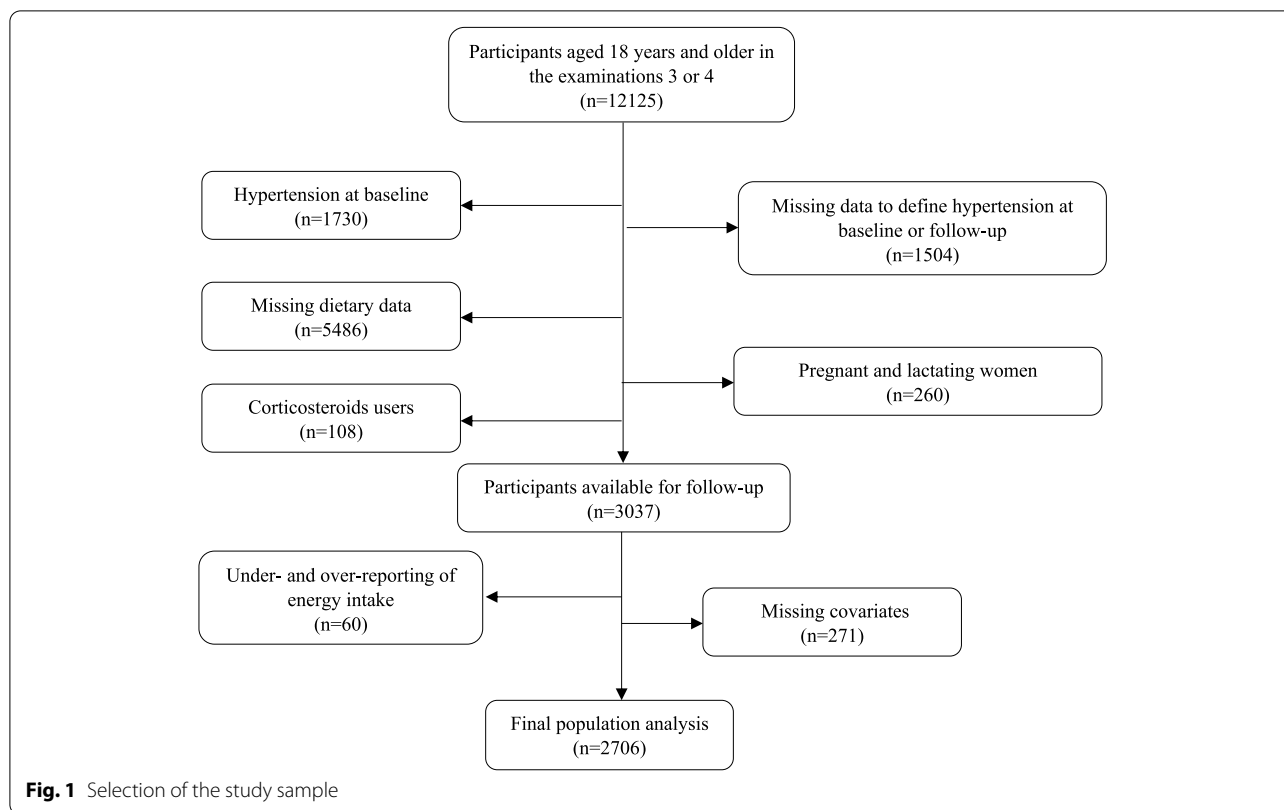 Participants aged 18 years and older in
the examinations 3 or 4
(n=12125)
Hypertension at baseline
(n=1730)
Missing data to define hypertension at
baseline or follow-up
(n=1504)
Missing dietary data
(n=5486)
Pregnant and lactating women
(n=260)
Corticosteroids users
(n=108)
Participants available for follow-up
(n=3037)
Under- and over-reporting of
energy intake
(n=60)
Missing covariates
(n=271)
Final population analysis
(n=2706)
Fig. 1 Selection of the study sample